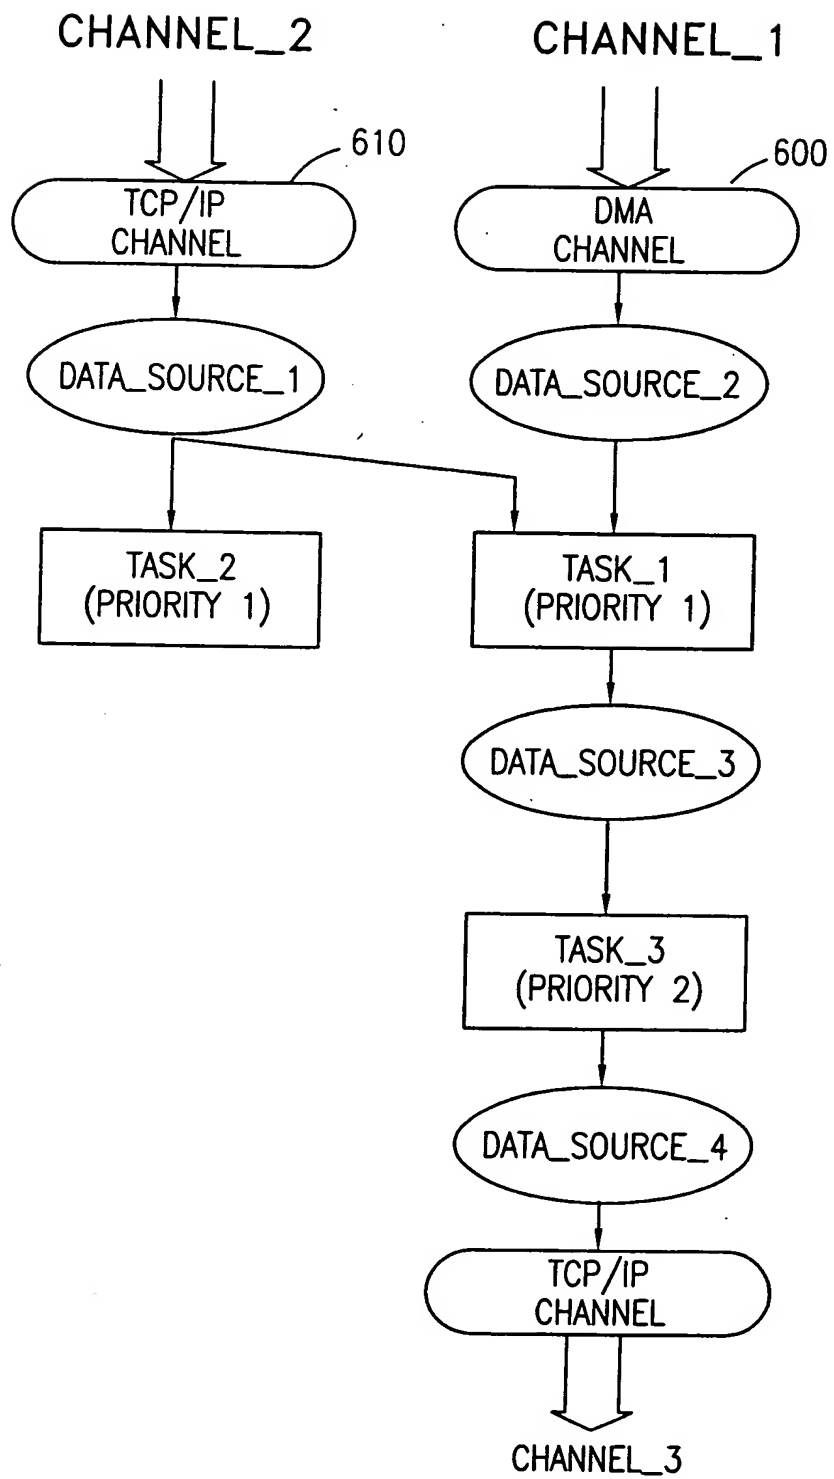 CHANNEL_2
CHANNEL_1
610
600
TCP/IP
CHANNEL
DMA
CHANNEL
DATA_SOURCE_1
DATA_SOURCE_2
TASK_2
(PRIORITY 1)
TASK_1
(PRIORITY 1)
DATA_SOURCE_3
TASK_3
(PRIORITY 2)
DATA_SOURCE_4
TCP/IP
CHANNEL
CHANNEL_3